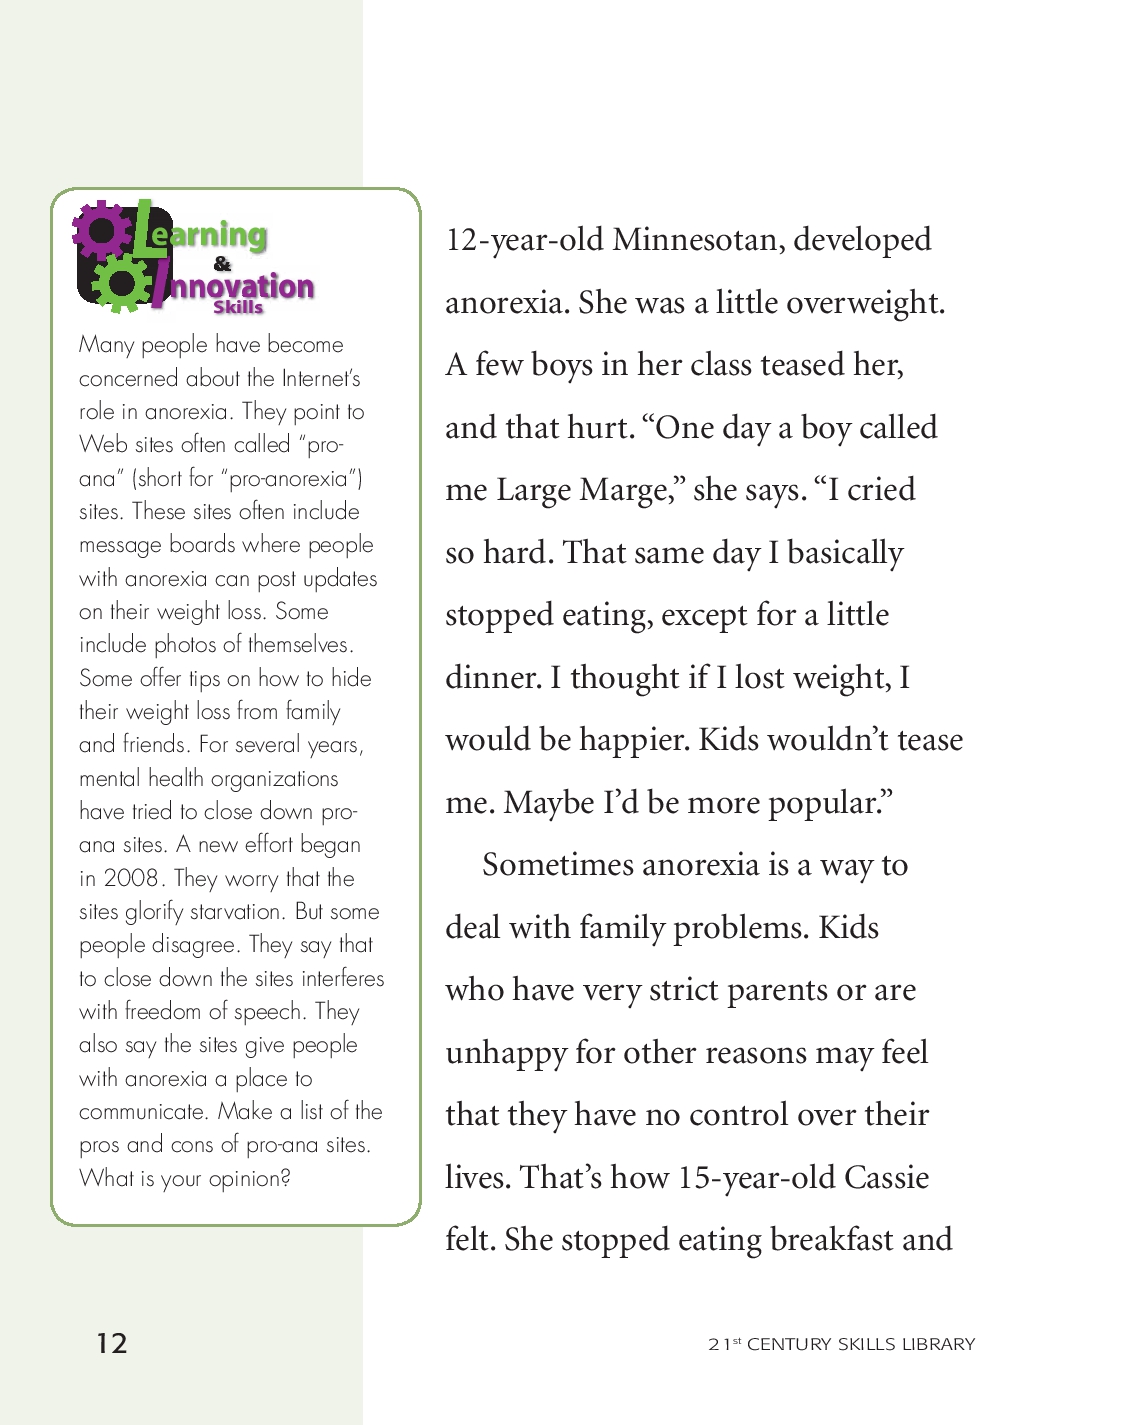 Learning
&
Innovation
Skills
Many people have become
concerned about the Internet's
role in anorexia. They point to
Web sites often called “pro-
ana” (short for “pro-anorexia”)
sites. These sites often include
message boards where people
with anorexia can post updates
on their weight loss. Some
include photos of themselves.
Some offer tips on how to hide
their weight loss from family
and friends. For several years,
mental health organizations
have tried to close down pro-
ana sites. A new effort began
in 2008. They worry that the
sites glorify starvation. But some
people disagree. They say that
to close down the sites interferes
with freedom of speech. They
also say the sites give people
with anorexia a place to
communicate. Make a list of the
pros and cons of pro-ana sites.
What is your opinion?
12-year-old Minnesotan, developed
anorexia. She was a little overweight.
A few boys in her class teased her,
and that hurt. “One day a boy called
me Large Marge,” she says. “I cried
so hard. That same day I basically
stopped eating, except for a little
dinner. I thought if I lost weight, I
would be happier. Kids wouldn’t tease
me. Maybe I’d be more popular.”
Sometimes anorexia is a way to
deal with family problems. Kids
who have very strict parents or are
unhappy for other reasons may feel
that they have no control over their
lives. That’s how 15-year-old Cassie
felt. She stopped eating breakfast and
12
21st CENTURY SKILLS LIBRARY